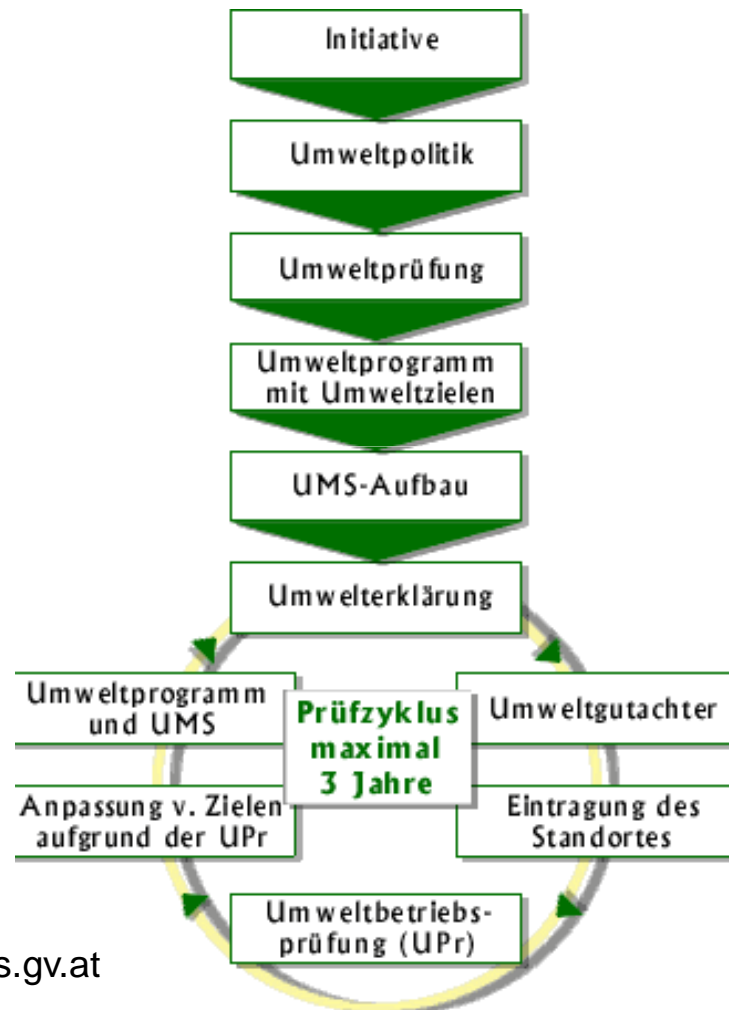 Initiative
Umweltpolitik
Umweltprüfung
Umweltprogramm
mit Umweltzielen
UMS-Aufbau
Umwelterklärung
Umweltprogramm
und UMS
Prüfzyklus
maximal
3 Jahre
Umweltgutachter
Anpassung v. Zielen
aufgrund der UPr
Eintragung des
Standortes
Umweltbetriebs-
prüfung (UPr)
s.gv.at